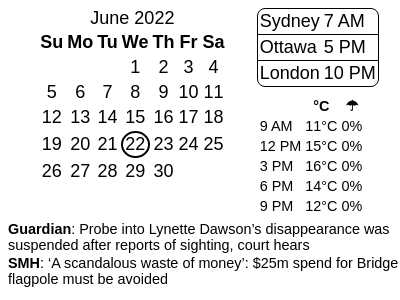 June 2022
Su Mo Tu We Th Fr Sa
1 2 3 4
5 6 7 8 9 10 11
12 13 14 15 16 17 18
19 20 21 22 23 24 25
26 27 28 29 30
Sydney 7 AM
Ottawa 5 PM
London 10 PM
°C ☂
9 AM 11°C 0%
12 PM 15°C 0%
3 PM 16°C 0%
6 PM 14°C 0%
9 PM 12°C 0%
Guardian: Probe into Lynette Dawson’s disappearance was
suspended after reports of sighting, court hears
SMH: ‘A scandalous waste of money’: $25m spend for Bridge
flagpole must be avoided